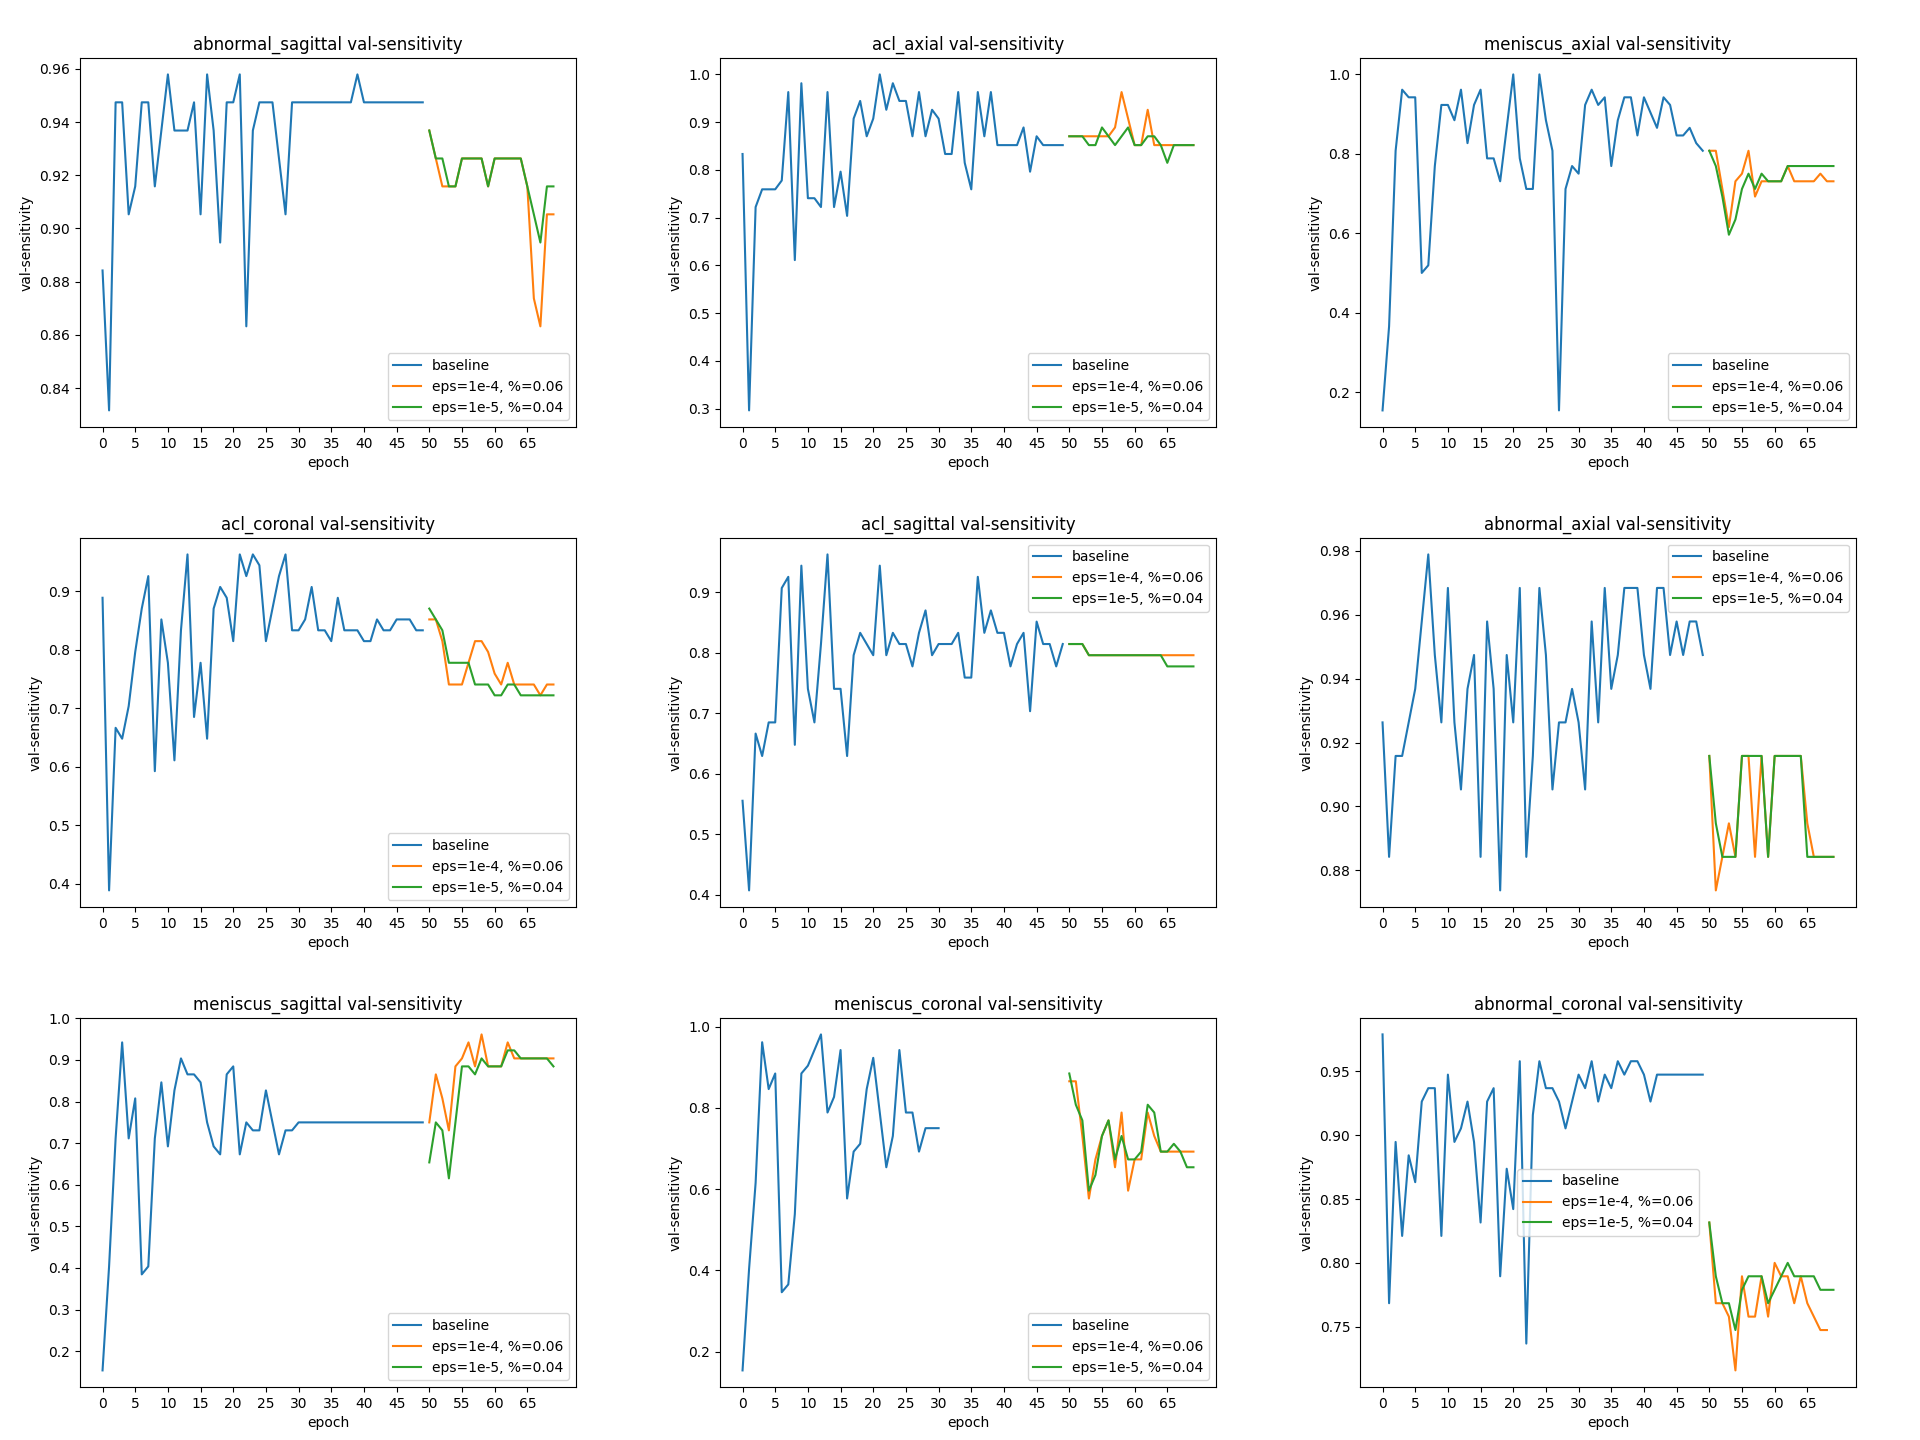 abnormal_sagittal val-sensitivity
val-sensitivity
0.96
0.94
0.92
0.90
0.88
0.86
0.84
baseline
eps=1e-4, %=0.06
eps=1e-5, %=0.04
0 5 10 15 20 25 30 35 40 45 50 55 60 65
epoch
acl_axial val-sensitivity
val-sensitivity
1.0
0.9
0.8
0.7
0.6
0.5
0.4
0.3
baseline
eps=1e-4, %=0.06
eps=1e-5, %=0.04
0 5 10 15 20 25 30 35 40 45 50 55 60 65
epoch
meniscus_axial val-sensitivity
val-sensitivity
1.0
0.8
0.6
0.4
0.2
baseline
eps=1e-4, %=0.06
eps=1e-5, %=0.04
0 5 10 15 20 25 30 35 40 45 50 55 60 65
epoch
acl_coronal val-sensitivity
val-sensitivity
0.9
0.8
0.7
0.6
0.5
0.4
baseline
eps=1e-4, %=0.06
eps=1e-5, %=0.04
0 5 10 15 20 25 30 35 40 45 50 55 60 65
epoch
acl_sagittal val-sensitivity
val-sensitivity
0.9
0.8
0.7
0.6
0.5
0.4
baseline
eps=1e-4, %=0.06
eps=1e-5, %=0.04
0 5 10 15 20 25 30 35 40 45 50 55 60 65
epoch
abnormal_axial val-sensitivity
val-sensitivity
0.98
0.96
0.94
0.92
0.90
0.88
baseline
eps=1e-4, %=0.06
eps=1e-5, %=0.04
0 5 10 15 20 25 30 35 40 45 50 55 60 65
epoch
meniscus_sagittal val-sensitivity
val-sensitivity
1.0
0.9
0.8
0.7
0.6
0.5
0.4
0.3
0.2
baseline
eps=1e-4, %=0.06
eps=1e-5, %=0.04
0 5 10 15 20 25 30 35 40 45 50 55 60 65
epoch
meniscus_coronal val-sensitivity
val-sensitivity
1.0
0.8
0.6
0.4
0.2
baseline
eps=1e-4, %=0.06
eps=1e-5, %=0.04
0 5 10 15 20 25 30 35 40 45 50 55 60 65
epoch
abnormal_coronal val-sensitivity
val-sensitivity
0.95
0.90
0.85
0.80
0.75
baseline
eps=1e-4, %=0.06
eps=1e-5, %=0.04
0 5 10 15 20 25 30 35 40 45 50 55 60 65
epoch